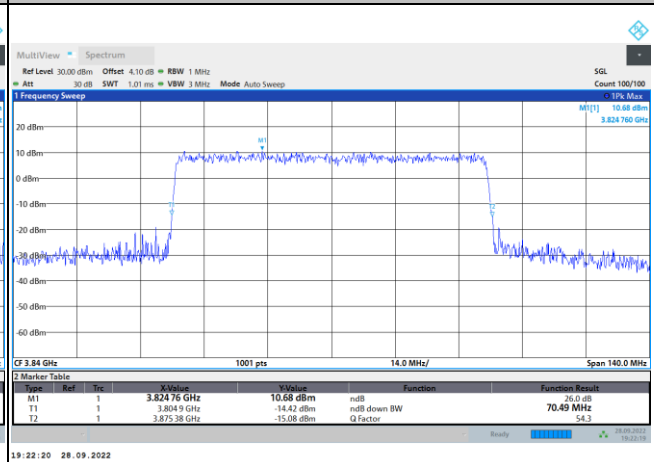 MultiView Spectrum
Ref Level 30.00 dBm Offset 4.10 dB RBW 1 MHz SGL
Att 30 dB SWT 1.01 ms VBW 3 MHz Mode Auto Sweep Count 100/100
1 Frequency Sweep 1Pk Max
M1[1] 10.68 dBm
3.824 760 GHz
20 dBm
M1
10 dBm
0 dBm
-10 dBm
T1
T2
-20 dBm
-30 dBm
-40 dBm
-50 dBm
-60 dBm
CF 3.84 GHz 1001 pts 14.0 MHz/ Span 140.0 MHz
2 Marker Table
Type Ref Trc X-Value Y-Value Function Function Result
M1 1 3.824 76 GHz 10.68 dBm ndB 26.0 dB
T1 1 3.804 9 GHz -14.42 dBm ndB down BW 70.49 MHz
T2 1 3.875 38 GHz -15.08 dBm Q Factor 54.3
Ready 28.09.2022
19:22:19
19:22:20 28.09.2022